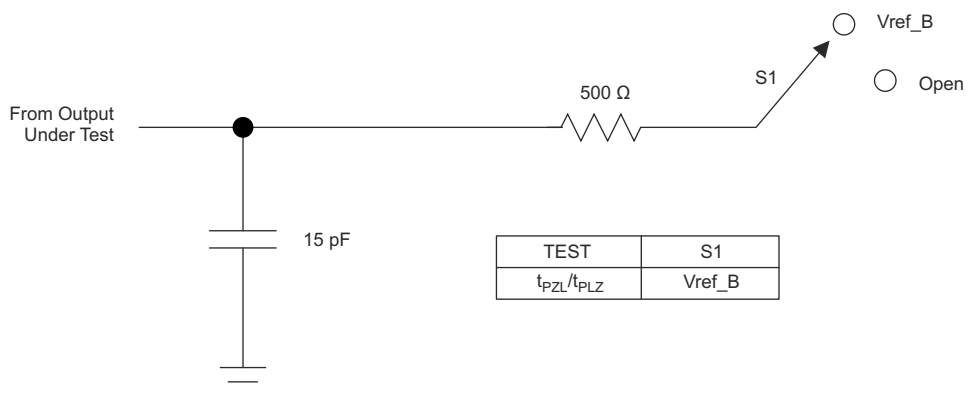 Vref_B
S1
Open
500 Ω
From Output
Under Test
15 pF
TEST S1
tPZL/tPLZ Vref_B